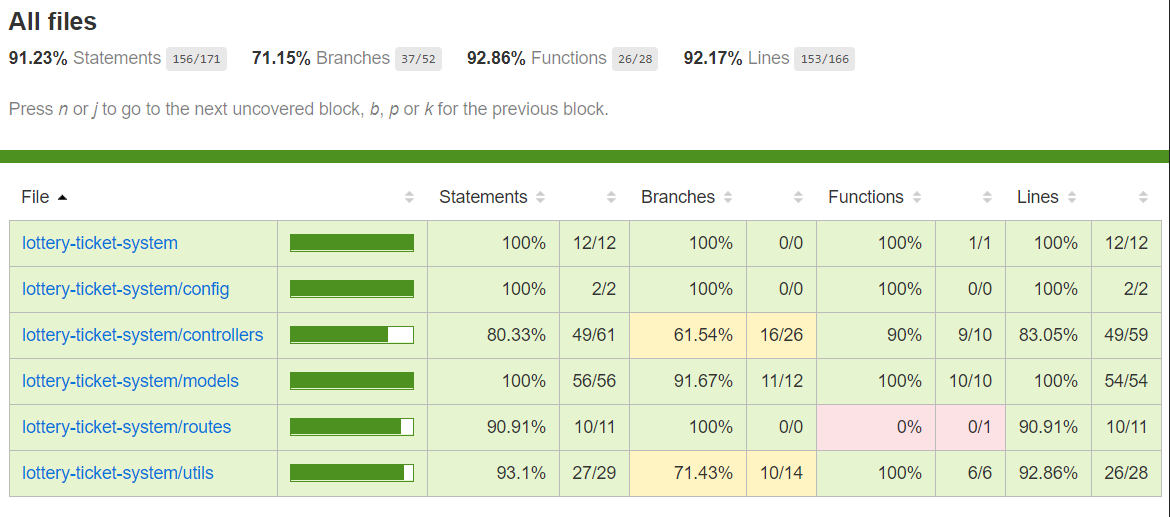 All files
91.23% Statements 156/171 71.15% Branches 37/52 92.86% Functions 26/28 92.17% Lines 153/166
Press n or j to go to the next uncovered block, b, p or k for the previous block.
File Statements Branches Functions Lines
lottery-ticket-system 100% 12/12 100% 0/0 100% 1/1 100% 12/12
lottery-ticket-system/config 100% 2/2 100% 0/0 100% 0/0 100% 2/2
lottery-ticket-system/controllers 80.33% 49/61 61.54% 16/26 90% 9/10 83.05% 49/59
lottery-ticket-system/models 100% 56/56 91.67% 11/12 100% 10/10 100% 54/54
lottery-ticket-system/routes 90.91% 10/11 100% 0/0 0% 0/1 90.91% 10/11
lottery-ticket-system/utils 93.1% 27/29 71.43% 10/14 100% 6/6 92.86% 26/28